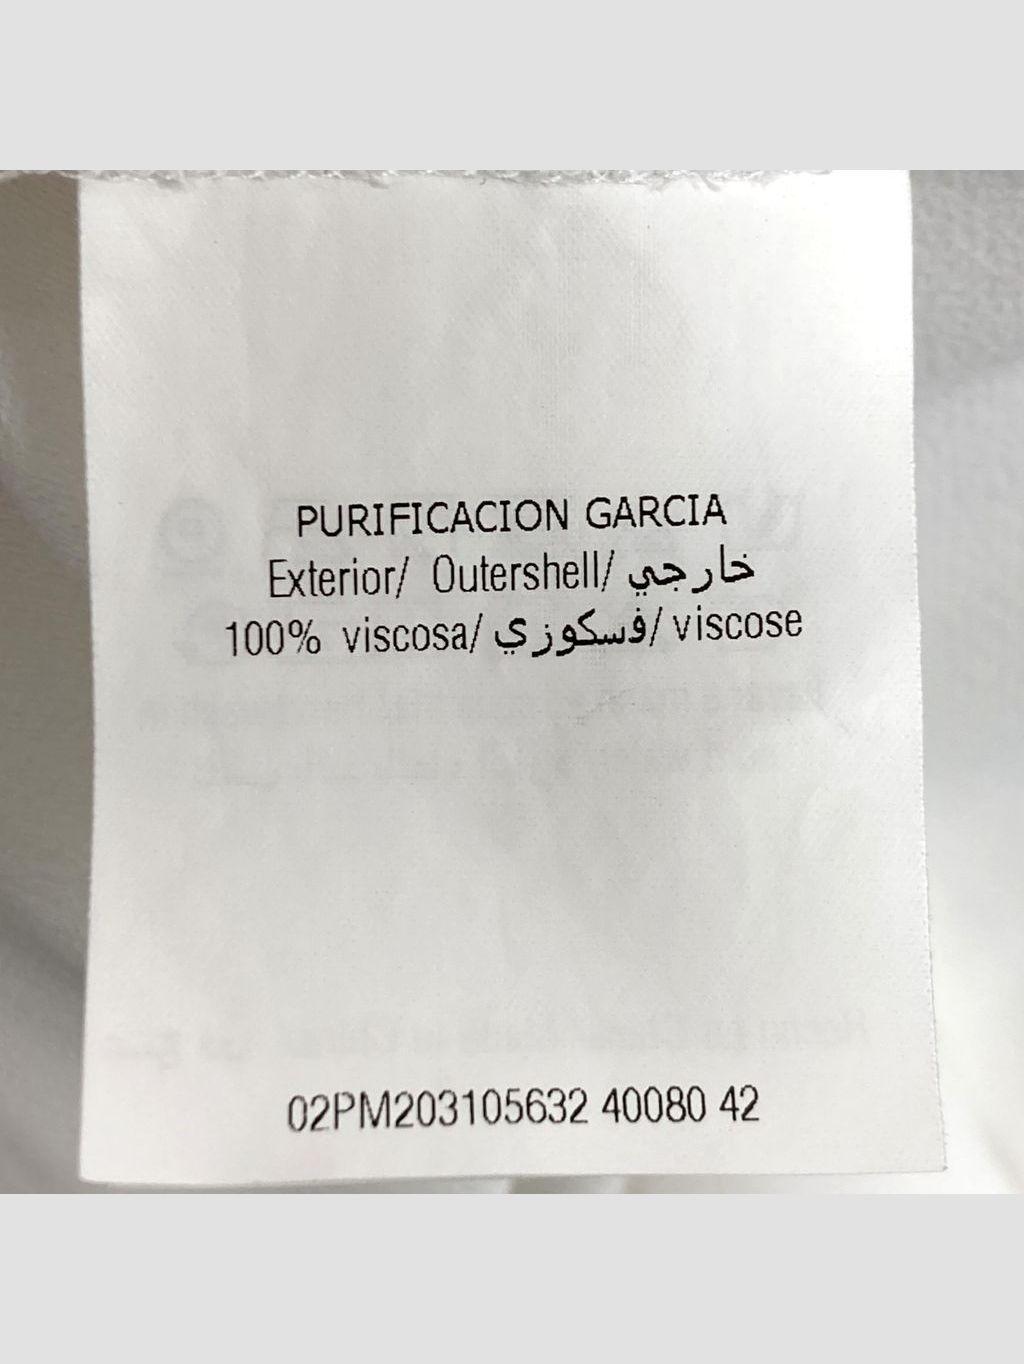 PURIFICACION GARCIA
Exterior/ Outershell/ خارجي
100% viscosa/ فسكوزي/ viscose
02PM203105632 40080 42